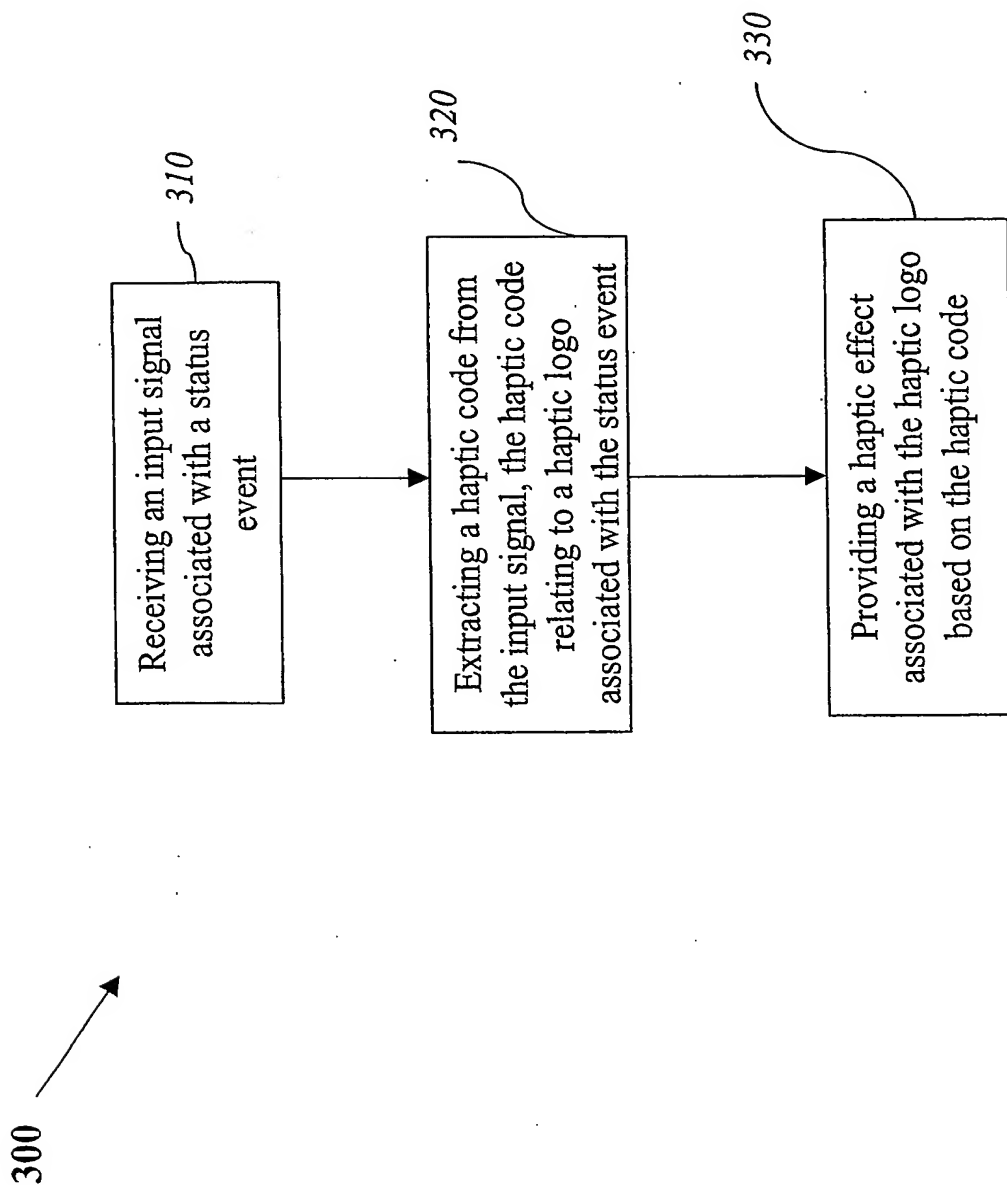 300
Receiving an input signal
associated with a status
event
310
Extracting a haptic code from
the input signal, the haptic code
relating to a haptic logo
associated with the status event
320
Providing a haptic effect
associated with the haptic logo
based on the haptic code
330